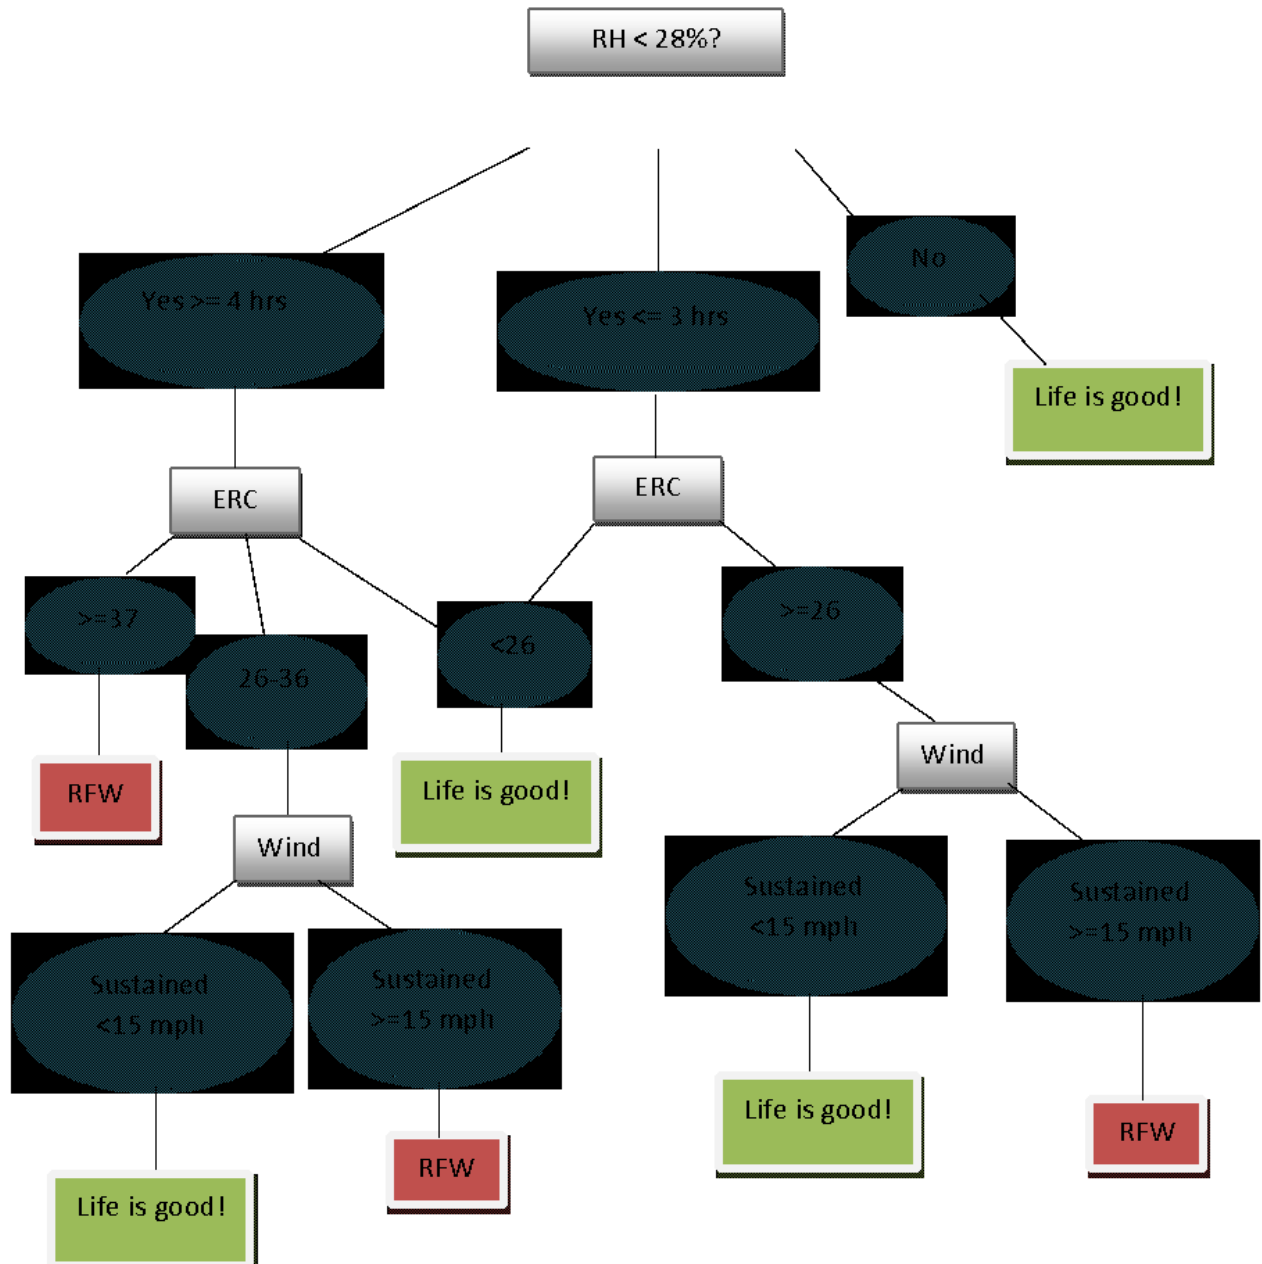 RH < 28%?
No
Yes >= 4 hrs
Yes <= 3 hrs
Life is good!
ERC
ERC
>=37
>=26
<26
26-36
Wind
RFW
Life is good!
Wind
Sustained
<15 mph
Sustained
>=15 mph
Sustained
<15 mph
Sustained
>=15 mph
Life is good!
RFW
RFW
Life is good!